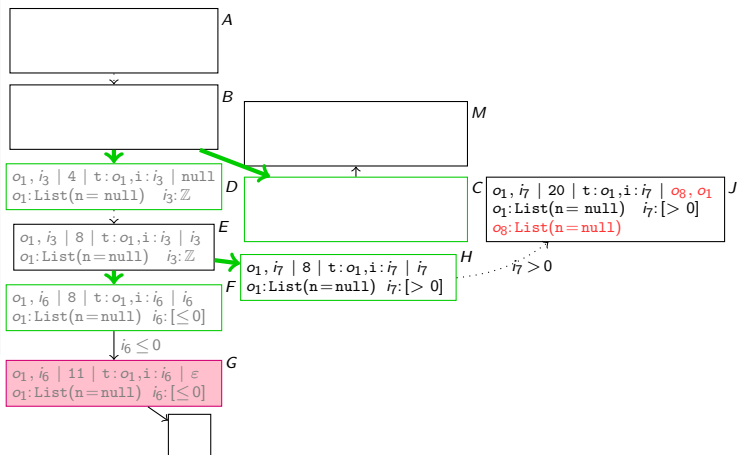 A
B
M
o₁, i₃ | 4 | t:o₁,i:i₃ | null
o₁:List(n=null) i₃:ℤ
D
C
o₁, i₇ | 20 | t:o₁,i:i₇ | o₈, o₁
o₁:List(n=null) i₇:[> 0]
o₈:List(n=null)
J
E
o₁, i₃ | 8 | t:o₁,i:i₃ | i₃
o₁:List(n=null) i₃:ℤ
H
o₁, i₇ | 8 | t:o₁,i:i₇ | i₇
o₁:List(n=null) i₇:[> 0]
i₇ > 0
F
o₁, i₆ | 8 | t:o₁,i:i₆ | i₆
o₁:List(n=null) i₆:[≤0]
i₆ ≤ 0
G
o₁, i₆ | 11 | t:o₁,i:i₆ | ε
o₁:List(n=null) i₆:[≤0]